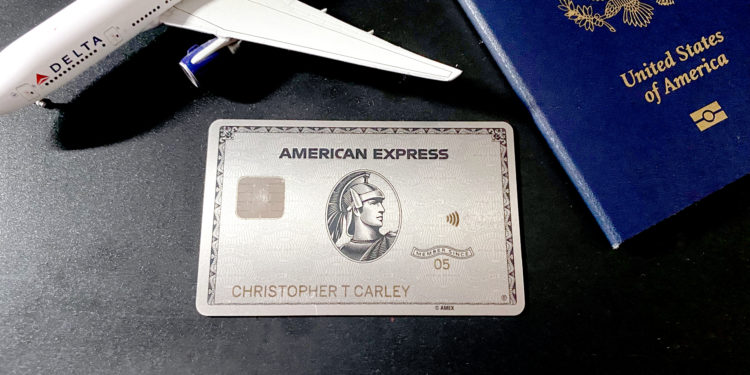 DELTA
United States
of America
AMERICAN EXPRESS
MEMBER SINCE
05
CHRISTOPHER T CARLEY
© AMEX